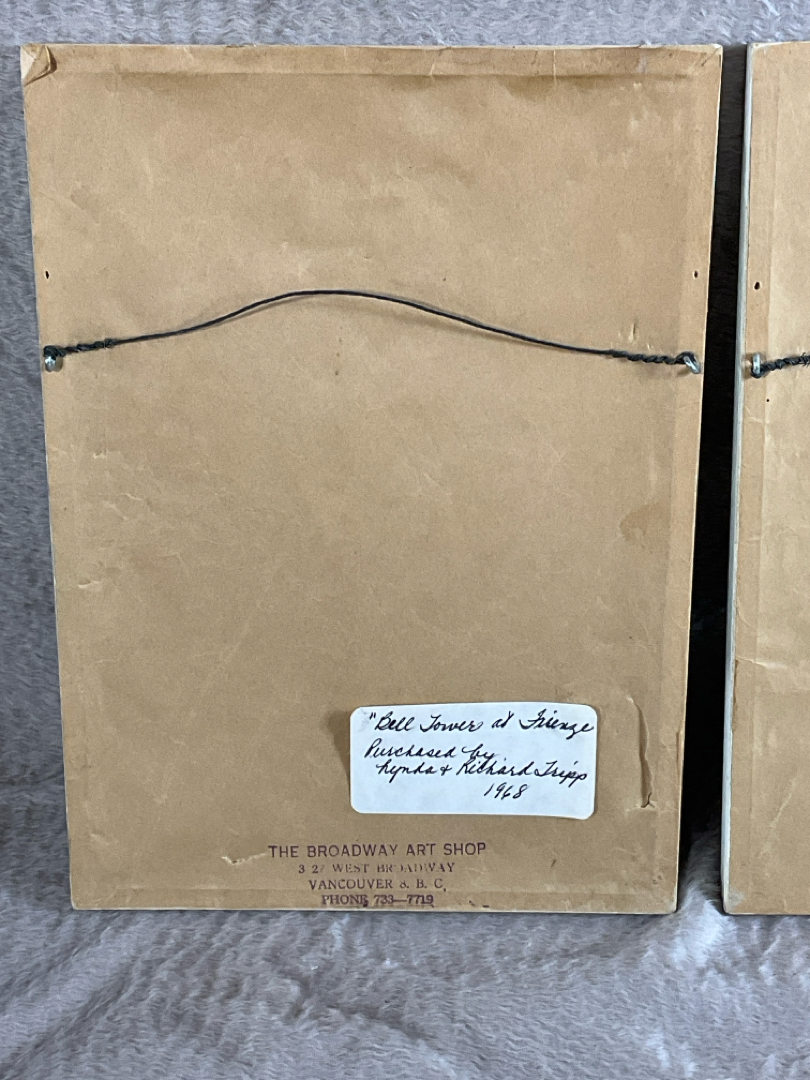 "Bell Tower at Firenze
Purchased by
Lynda + Richard Tripp
1968
THE BROADWAY ART SHOP
WEST BROADWAY
VANCOUVER 8, B. C.
PHONE 733—7719